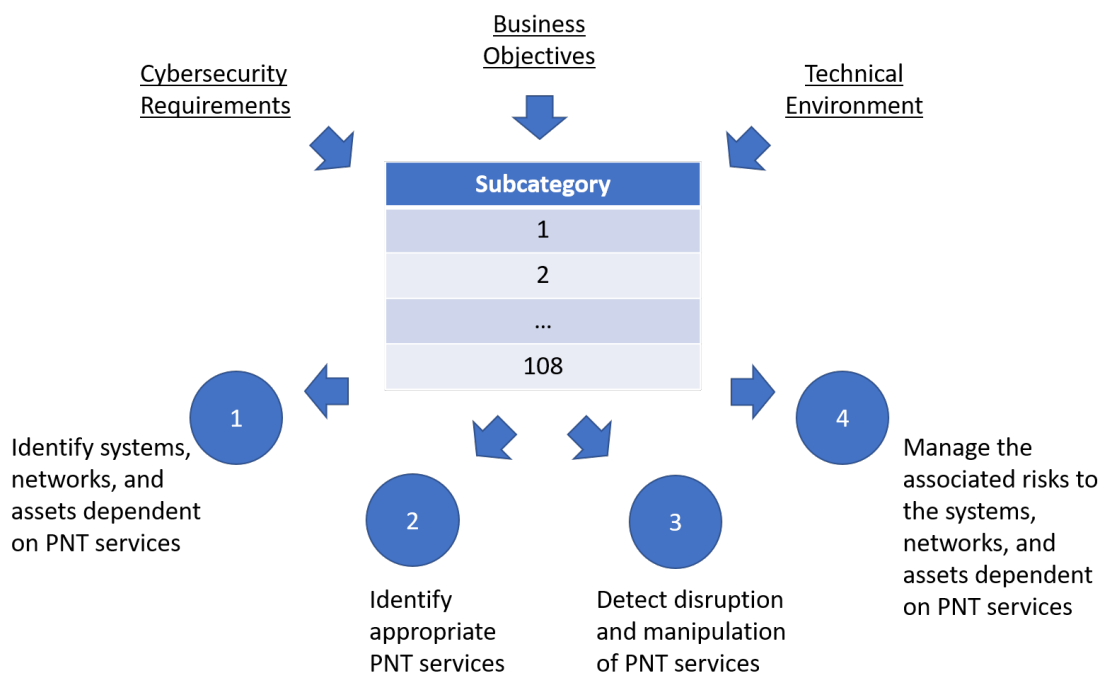 Business
Objectives
Cybersecurity
Requirements
Technical
Environment
Subcategory
1
2
...
108
1
Identify systems,
networks, and
assets dependent
on PNT services
2
Identify
appropriate
PNT services
3
Detect disruption
and manipulation
of PNT services
4
Manage the
associated risks to
the systems,
networks, and
assets dependent
on PNT services